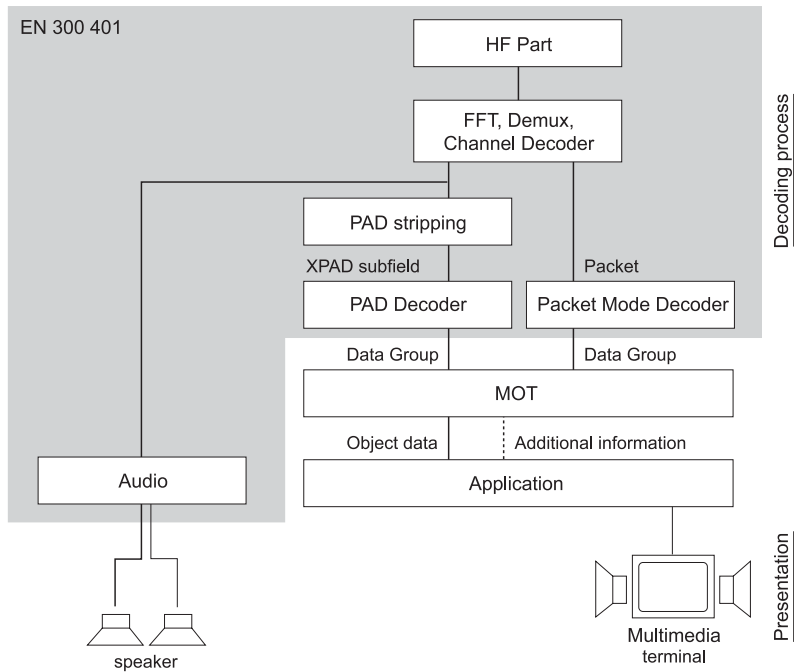 EN 300 401
HF Part
FFT, Demux,
Channel Decoder
Decoding process
PAD stripping
XPAD subfield
Packet
PAD Decoder
Packet Mode Decoder
Data Group
Data Group
MOT
Object data
Additional information
Audio
Application
Presentation
speaker
Multimedia
terminal